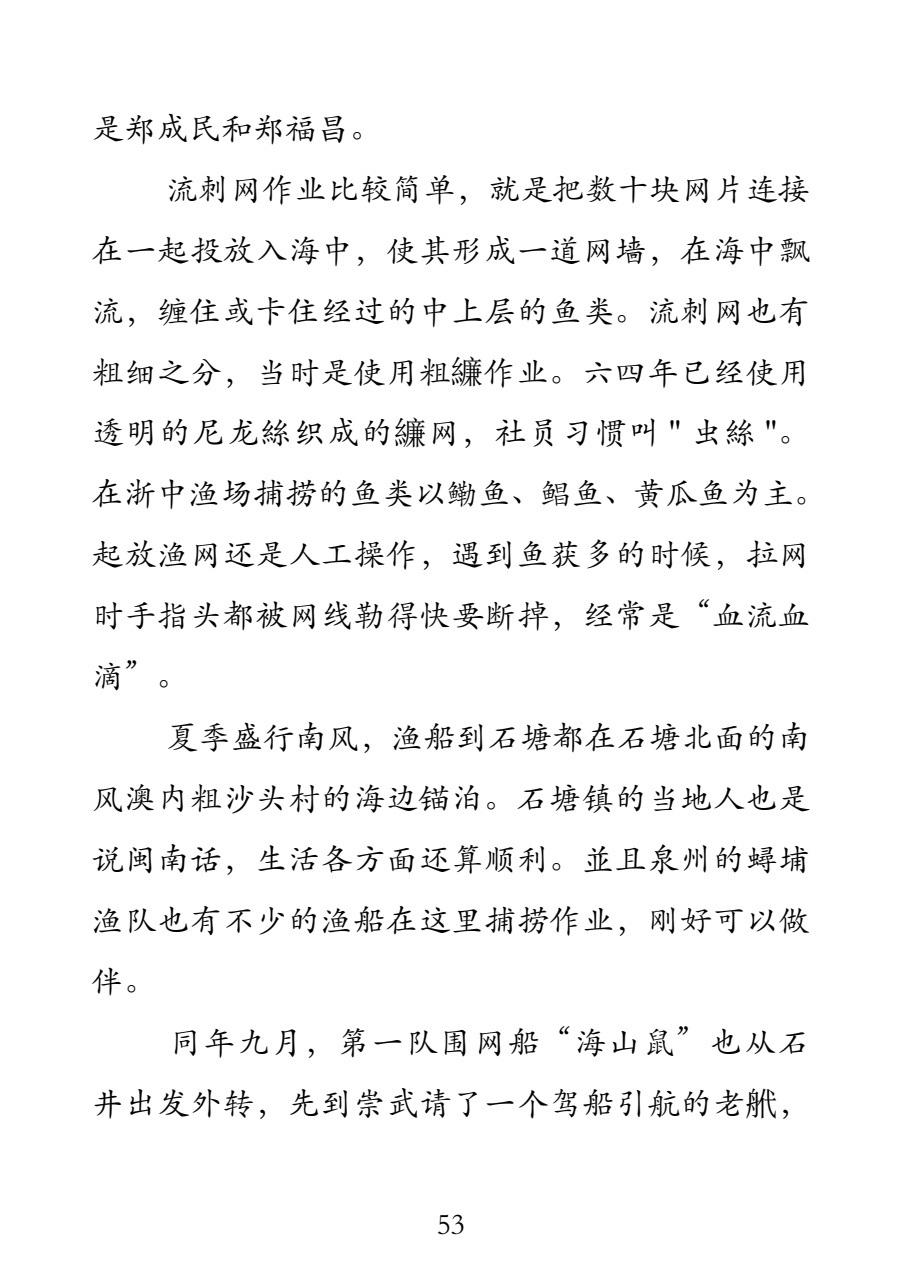 是郑成民和郑福昌。
流刺网作业比较简单，就是把数十块网片连接
在一起投放入海中，使其形成一道网墙，在海中飘
流，缠住或卡住经过的中上层的鱼类。流刺网也有
粗细之分，当时是使用粗䌞作业。六四年已经使用
透明的尼龙絲织成的䌞网，社员习惯叫＂虫絲＂。
在浙中渔场捕捞的鱼类以鳓鱼、鲳鱼、黄瓜鱼为主。
起放渔网还是人工操作，遇到鱼获多的时候，拉网
时手指头都被网线勒得快要断掉，经常是“血流血
滴”。
夏季盛行南风，渔船到石塘都在石塘北面的南
风澳内粗沙头村的海边锚泊。石塘镇的当地人也是
说闽南话，生活各方面还算顺利。並且泉州的蟳埔
渔队也有不少的渔船在这里捕捞作业，刚好可以做
伴。
同年九月，第一队围网船“海山鼠”也从石
井出发外转，先到崇武请了一个驾船引航的老舦，
53